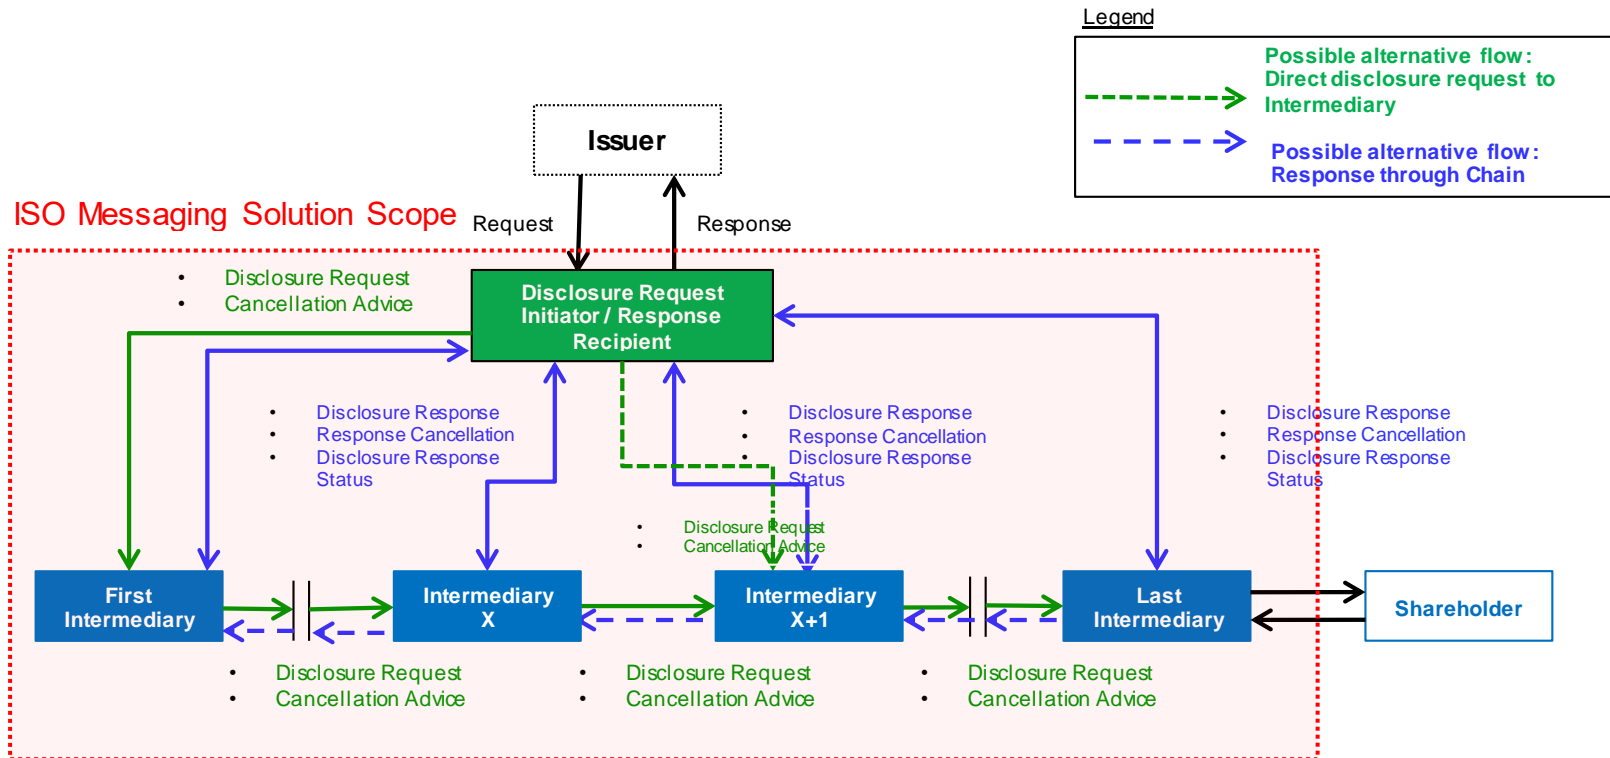 Legend
Possible alternative flow:
Direct disclosure request to
Intermediary
Possible alternative flow:
Response through Chain
Issuer
ISO Messaging Solution Scope
Request
Response
• Disclosure Request
• Cancellation Advice
Disclosure Request
Initiator / Response
Recipient
• Disclosure Response
• Response Cancellation
• Disclosure Response
Status
• Disclosure Response
• Response Cancellation
• Disclosure Response
Status
• Disclosure Response
• Response Cancellation
• Disclosure Response
Status
• Disclosure Request
• Cancellation Advice
First
Intermediary
Intermediary
X
Intermediary
X+1
Last
Intermediary
Shareholder
• Disclosure Request
• Cancellation Advice
• Disclosure Request
• Cancellation Advice
• Disclosure Request
• Cancellation Advice